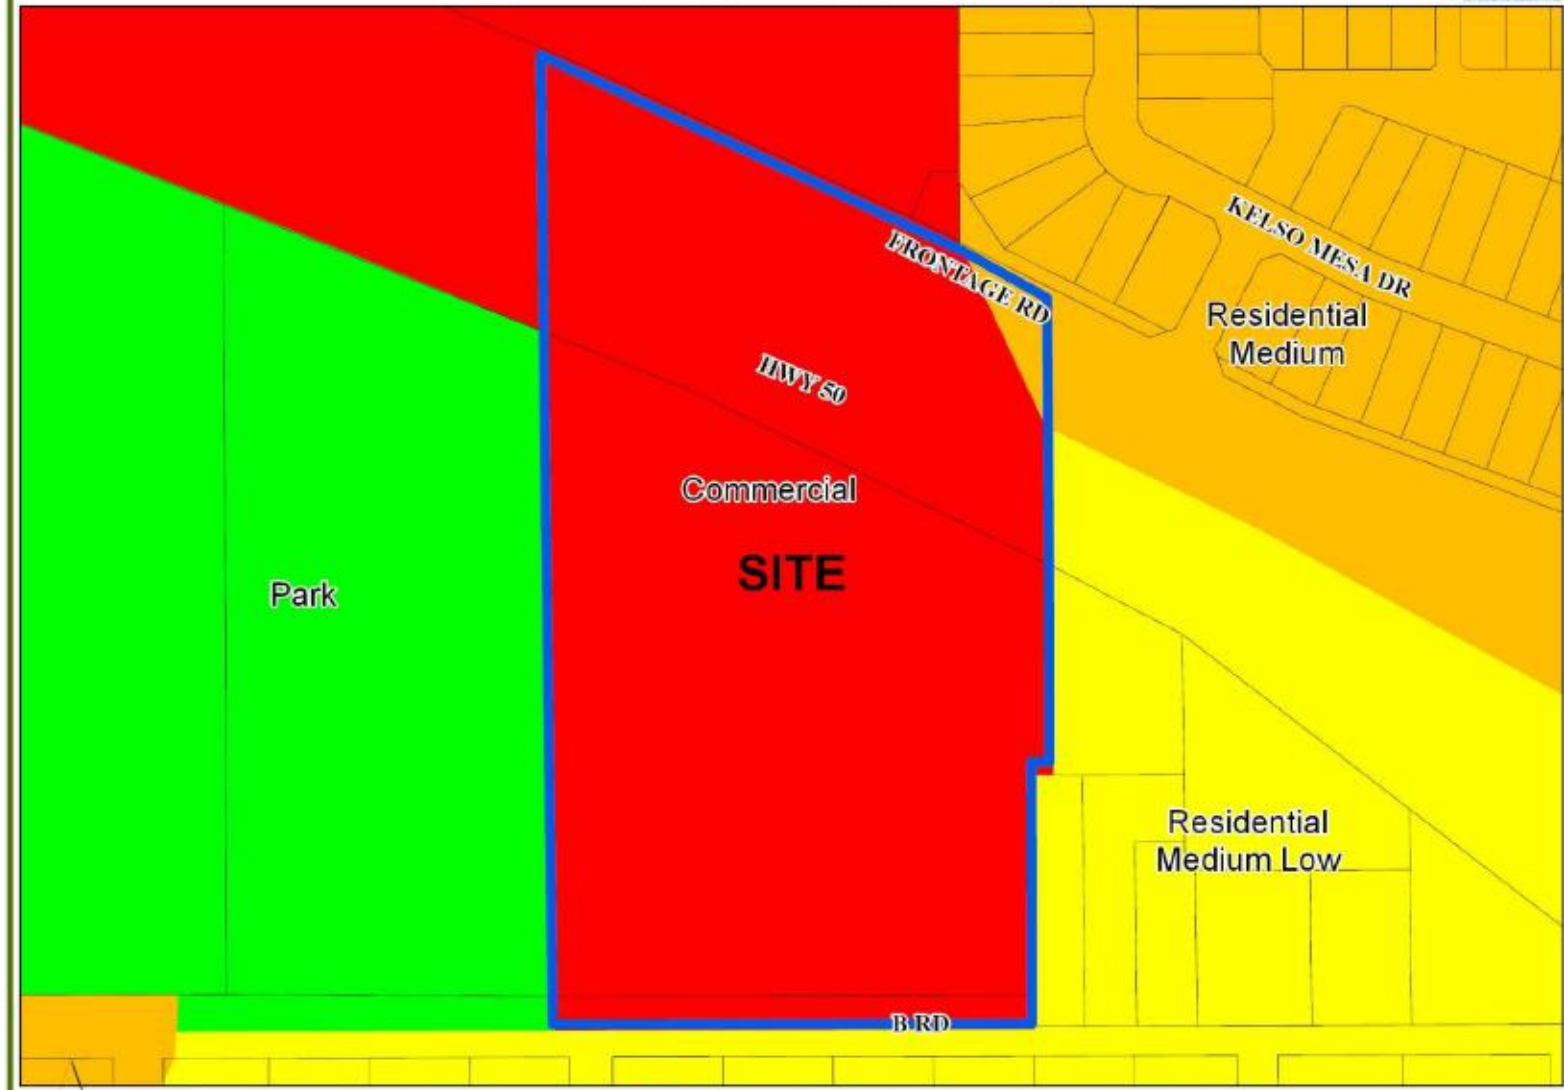 KELSO MESA DR
FRONTAGE RD
Residential
Medium
HWY 50
Commercial
SITE
Park
Residential
Medium Low
B RD